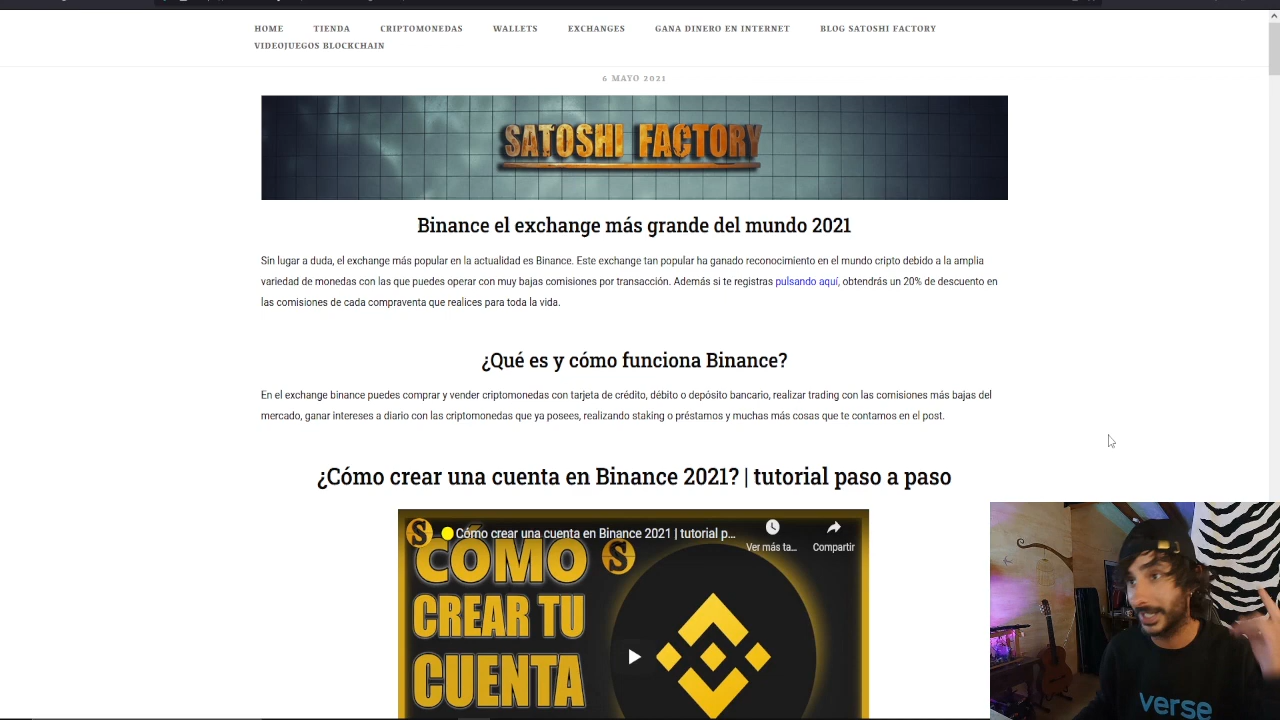 HOME TIENDA CRIPTOMONEDAS WALLETS EXCHANGES GANA DINERO EN INTERNET BLOG SATOSHI FACTORY
VIDEOJUEGOS BLOCKCHAIN
6 MAYO 2021
SATOSHI FACTORY
Binance el exchange más grande del mundo 2021
Sin lugar a duda, el exchange más popular en la actualidad es Binance. Este exchange tan popular ha ganado reconocimiento en el mundo cripto debido a la amplia
variedad de monedas con las que puedes operar con muy bajas comisiones por transacción. Además si te registras pulsando aquí, obtendrás un 20% de descuento en
las comisiones de cada compraventa que realices para toda la vida.
¿Qué es y cómo funciona Binance?
En el exchange binance puedes comprar y vender criptomonedas con tarjeta de crédito, débito o depósito bancario, realizar trading con las comisiones más bajas del
mercado, ganar intereses a diario con las criptomonedas que ya posees, realizando staking o préstamos y muchas más cosas que te contamos en el post.
¿Cómo crear una cuenta en Binance 2021? | tutorial paso a paso
Cómo crear una cuenta en Binance 2021 | tutorial p...
Ver más ta... Compartir
CÓMO
CREAR TU
CUENTA
verse